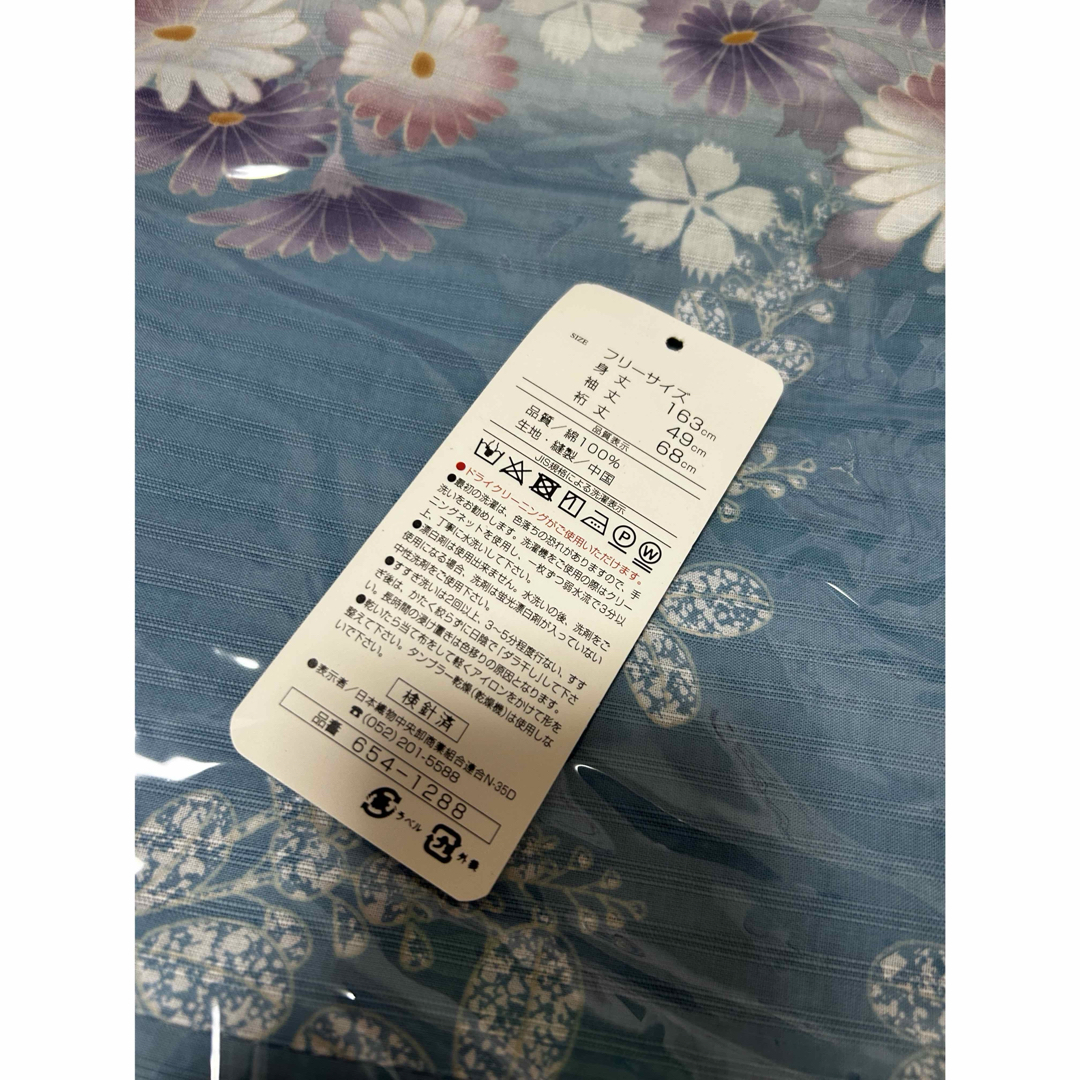 SIZE
フリーサイズ
身丈 163cm
袖丈 49cm
裄丈 68cm
品質表示
品質/綿100%
生地・縫製/中国
JIS規格による洗濯表示
P W
●ドライクリーニングがご使用いただけます。
●最初の洗濯は、色落ちの恐れがありますので、手
洗いをお勧めします。洗濯機をご使用の際はクリー
ニングネットを使用し、一枚ずつ弱水流で3分以
上、丁寧に水洗いして下さい。
●漂白剤は使用出来ません。水洗いの後、洗剤をご
使用になる場合、洗剤は蛍光漂白剤が入っていない
中性洗剤をご使用下さい。
●すすぎ洗いは2回以上、3〜5分程度行ない、すす
ぎ後は、かたく絞らずに日陰で「ダラ干し」して下さ
い。長時間の浸け置きは色移りの原因となります。
●乾いたら当て布をして軽くアイロンをかけて形を
整えて下さい。タンブラー乾燥(乾燥機)は使用しな
いで下さい。
検針済
●表示者/日本織物中央卸商業組合連合N-35D
☎(052)201-5588
品番 654-1288
ラベル
外袋